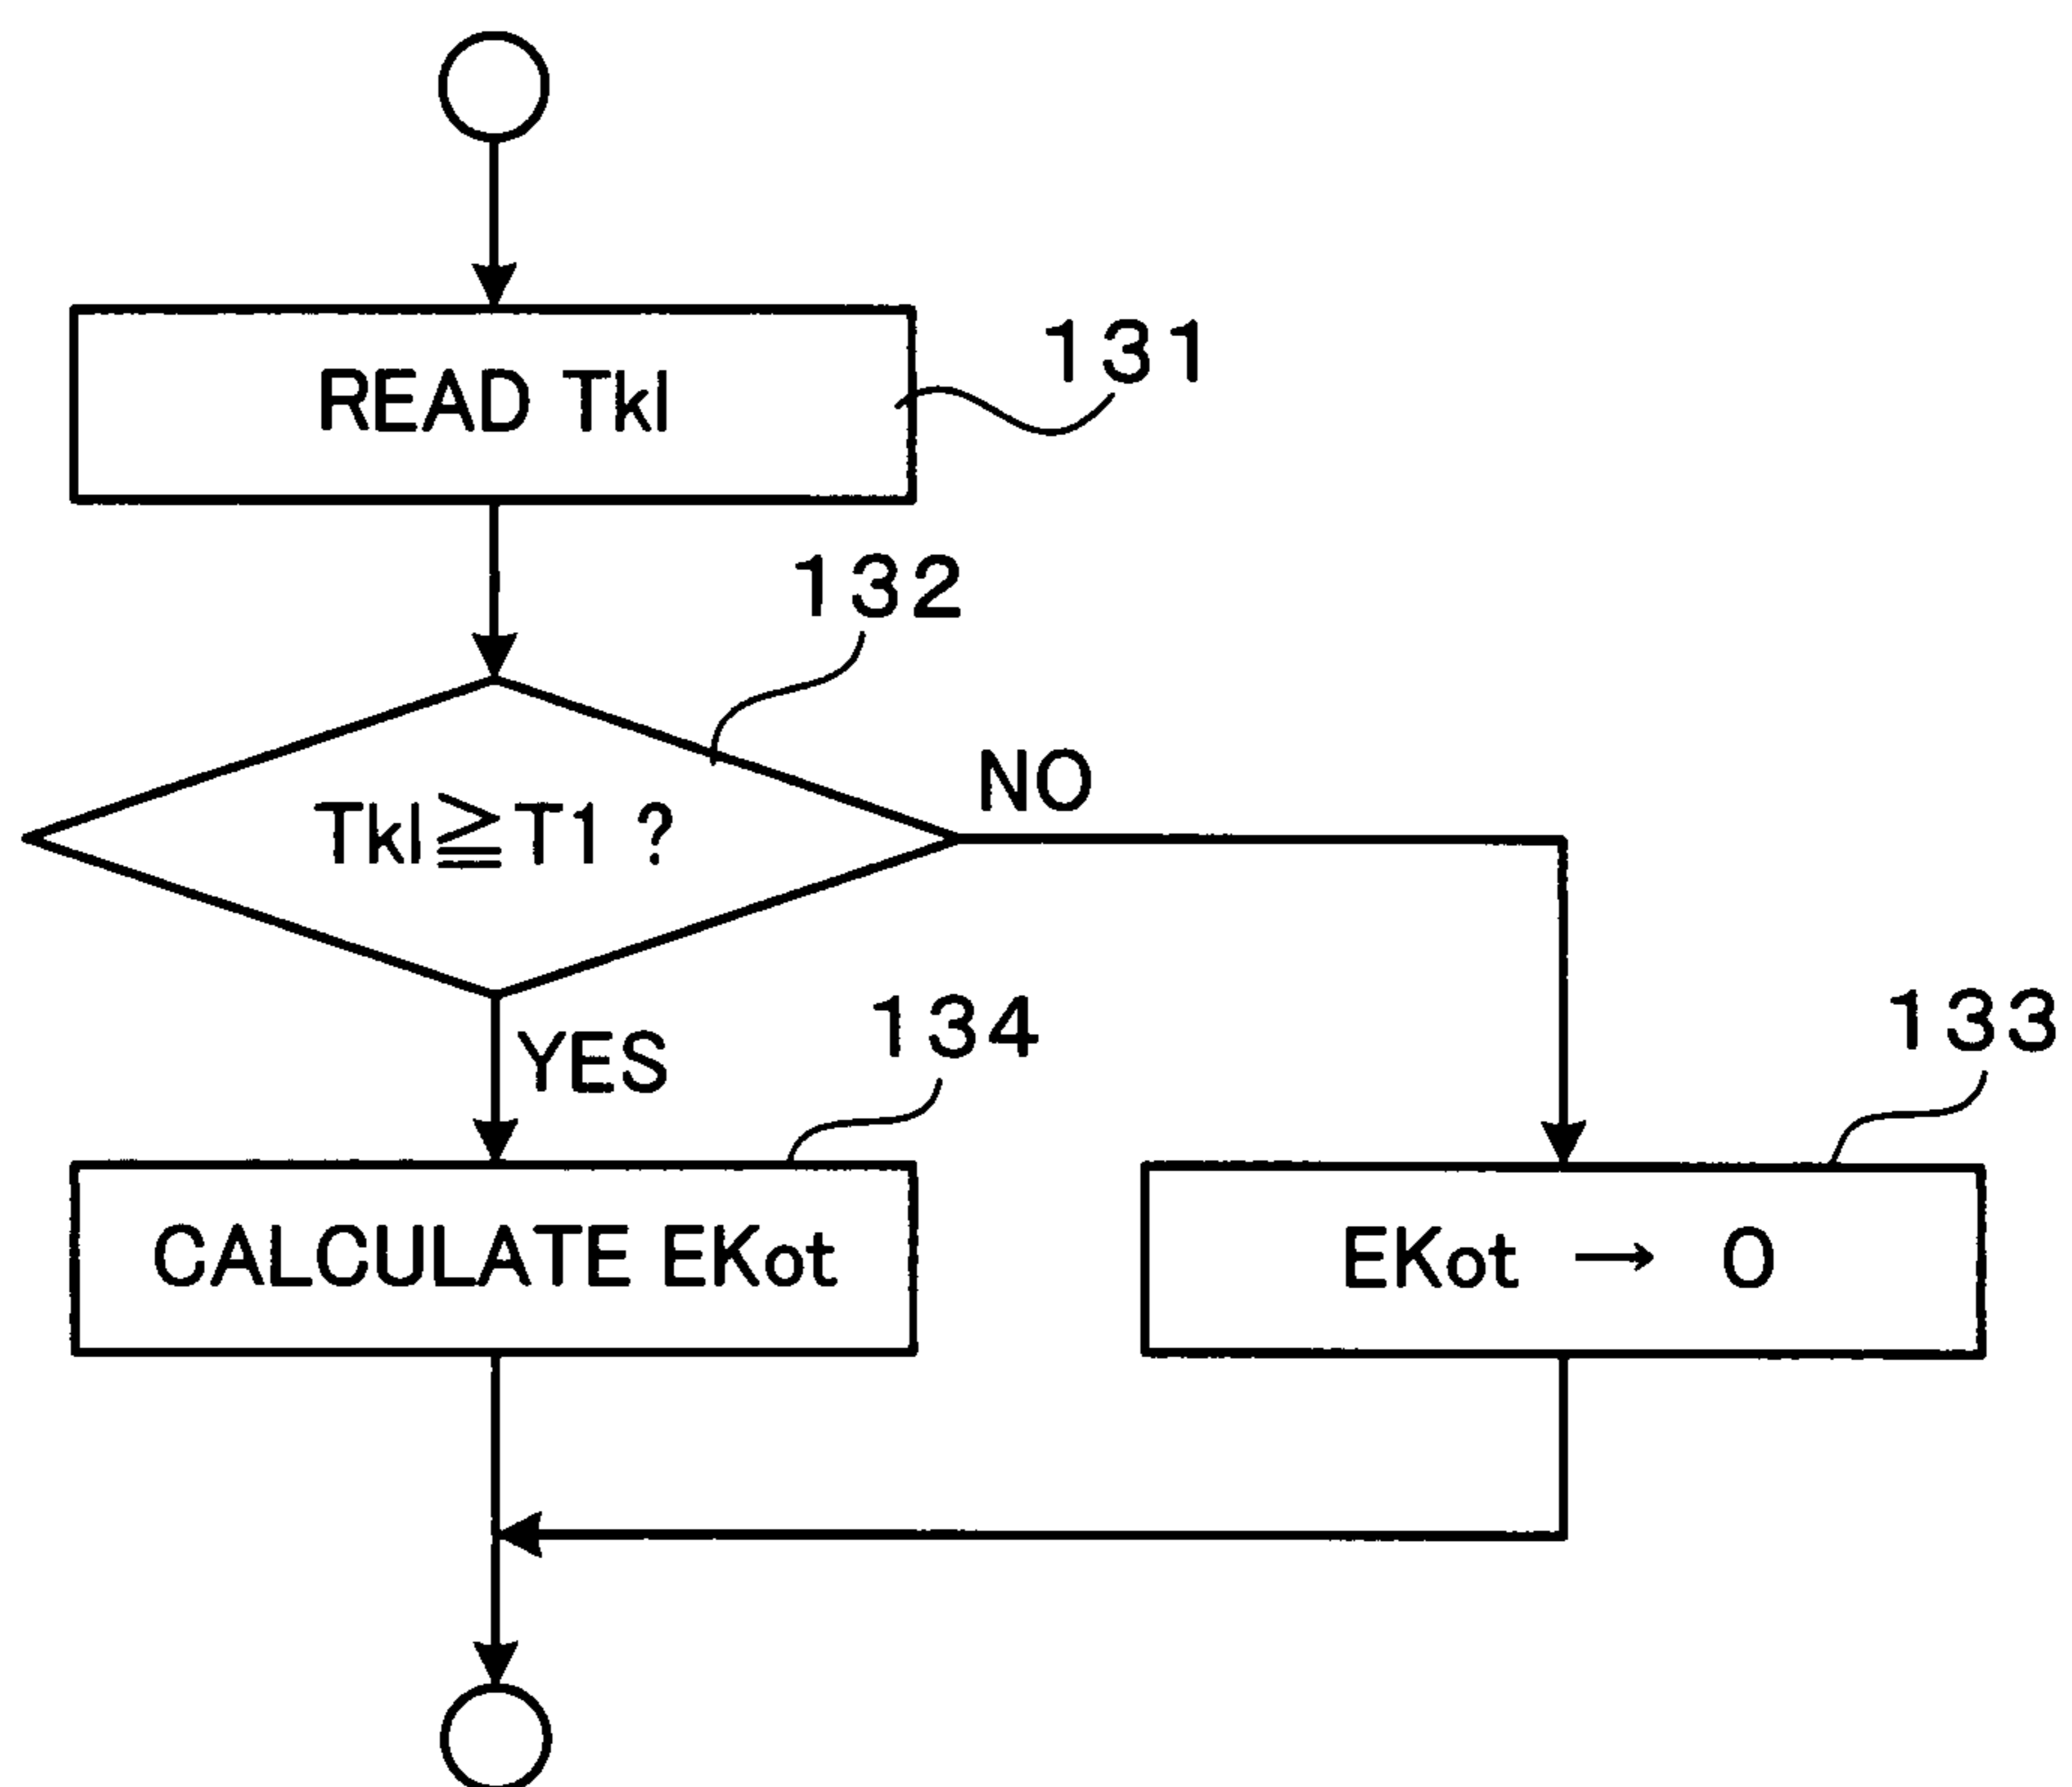 READ Tkl
131
132
Tkl≧T1 ?
NO
YES
134
133
CALCULATE EKot
EKot → 0